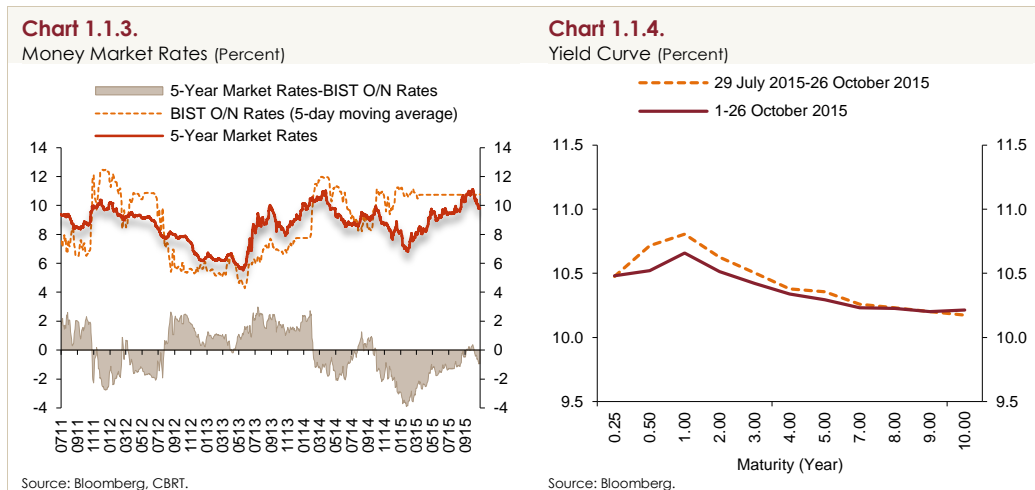 Chart 1.1.3.
Money Market Rates (Percent)
5-Year Market Rates-BIST O/N Rates
BIST O/N Rates (5-day moving average)
5-Year Market Rates
14 14
12 12
10 10
8 8
6 6
4 4
2 2
0 0
-2 -2
-4 -4
0711 0911 1111 0112 0312 0512 0712 0912 1112 0113 0313 0513 0713 0913 1113 0114 0314 0514 0714 0914 1114 0115 0315 0515 0715 0915
Source: Bloomberg, CBRT.
Chart 1.1.4.
Yield Curve (Percent)
29 July 2015-26 October 2015
1-26 October 2015
11.5 11.5
11.0 11.0
10.5 10.5
10.0 10.0
9.5 9.5
0.25 0.50 1.00 2.00 3.00 4.00 5.00 6.00 7.00 8.00 9.00 10.00
Maturity (Year)
Source: Bloomberg.